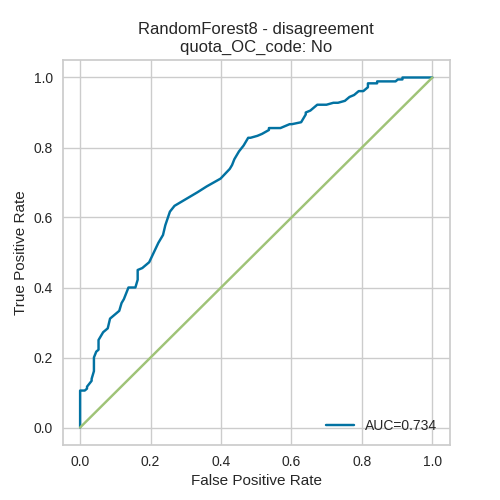 RandomForest8 - disagreement
quota_OC_code: No
1.0
0.8
0.6
0.4
0.2
0.0
True Positive Rate
0.0 0.2 0.4 0.6 0.8 1.0
False Positive Rate
AUC=0.734